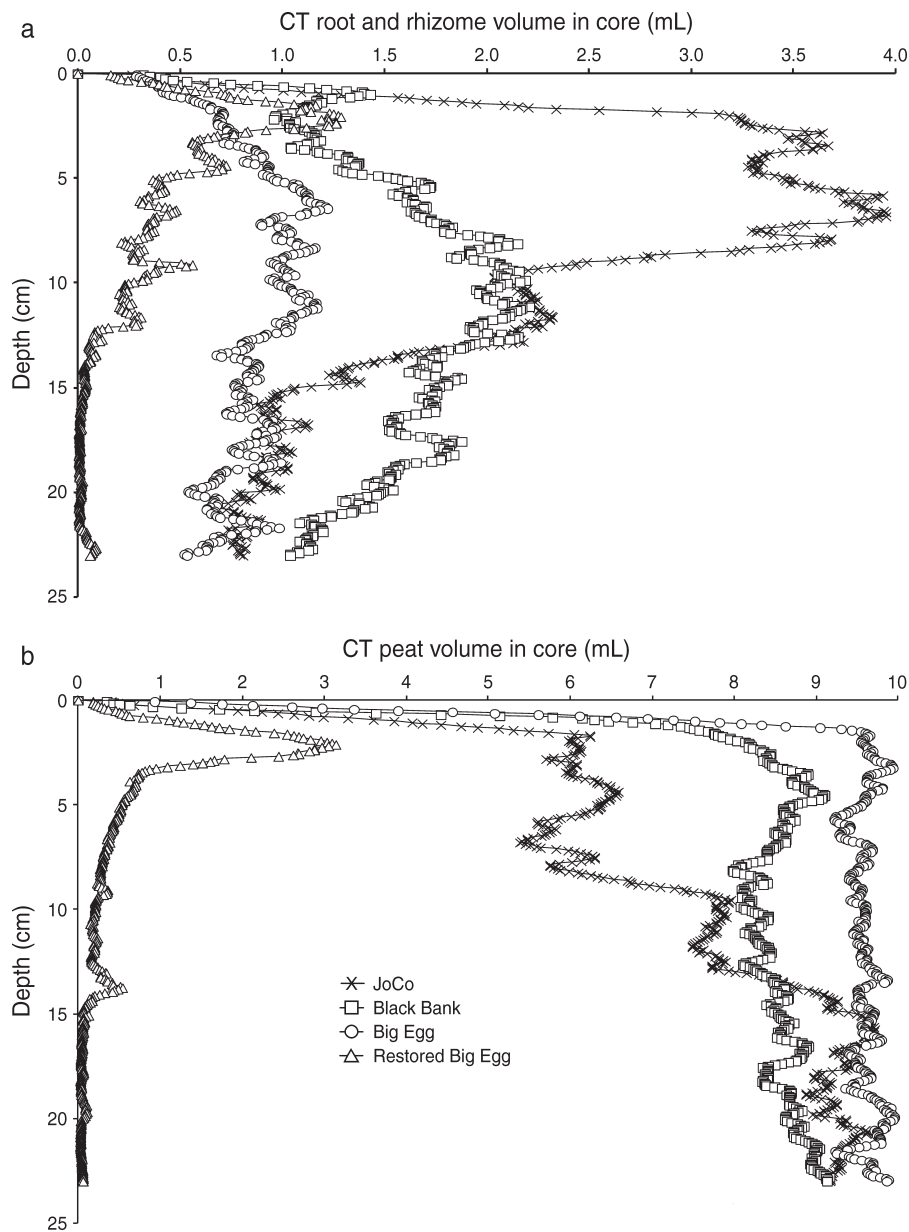 a
CT root and rhizome volume in core (mL)
0.0 0.5 1.0 1.5 2.0 2.5 3.0 3.5 4.0
0
5
10
15
20
25
Depth (cm)
b
CT peat volume in core (mL)
0 1 2 3 4 5 6 7 8 9 10
0
5
10
15
20
25
Depth (cm)
JoCo
Black Bank
Big Egg
Restored Big Egg